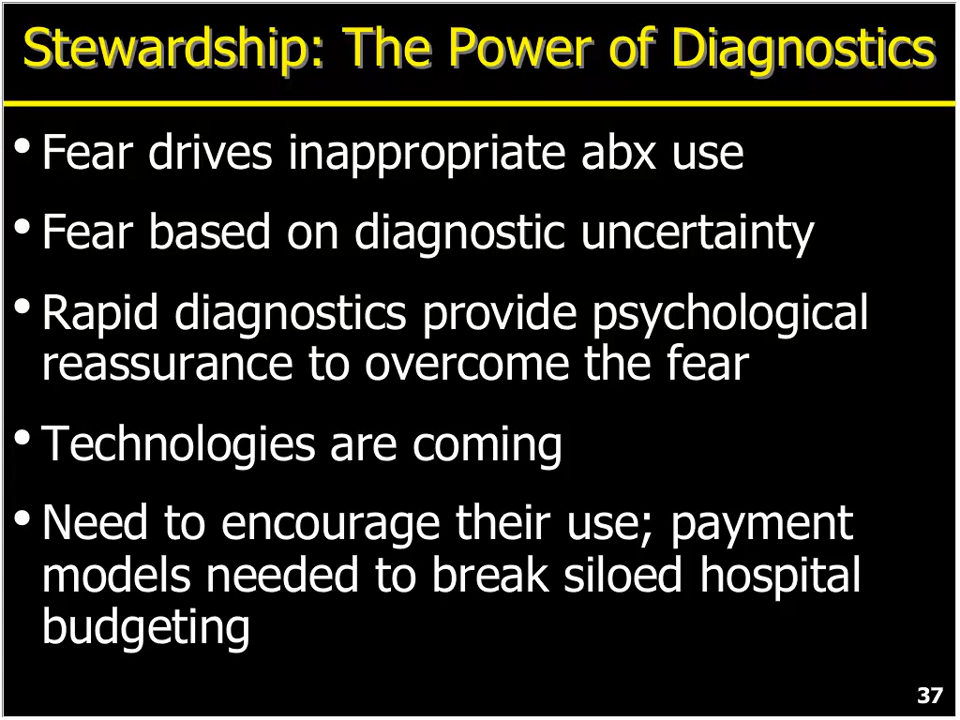 Stewardship: The Power of Diagnostics
• Fear drives inappropriate abx use
• Fear based on diagnostic uncertainty
• Rapid diagnostics provide psychological
reassurance to overcome the fear
• Technologies are coming
• Need to encourage their use; payment
models needed to break siloed hospital
budgeting
37